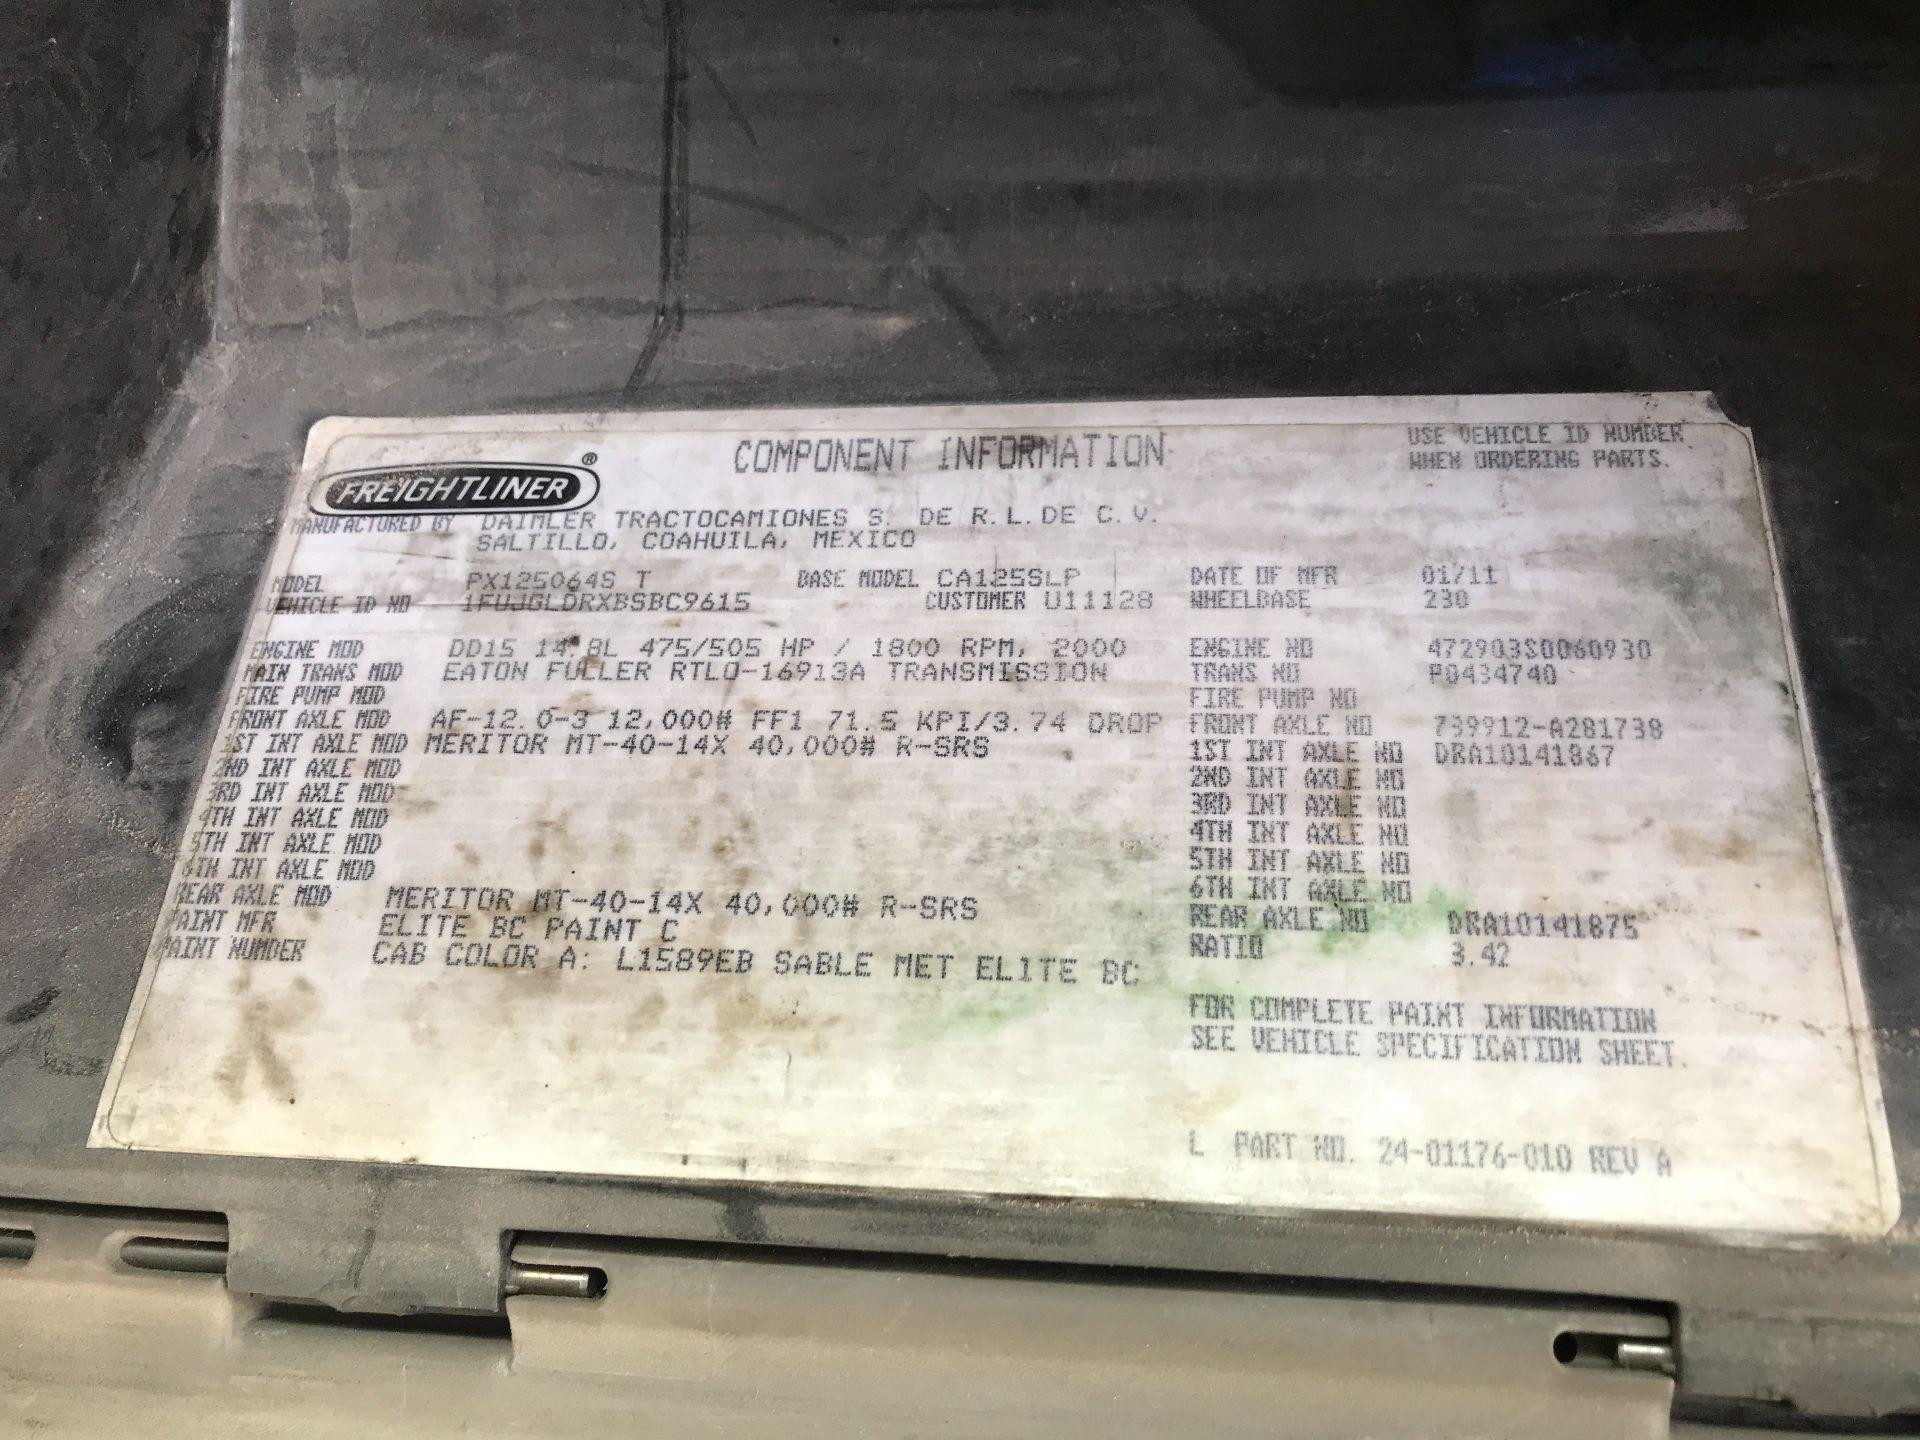 COMPONENT INFORMATION
USE VEHICLE ID NUMBER
WHEN ORDERING PARTS.
FREIGHTLINER®
MANUFACTURED BY DAIMLER TRACTOCAMIONES S. DE R.L. DE C.V.
SALTILLO, COAHUILA, MEXICO
MODEL PX125064S T BASE MODEL CA125SLP DATE OF MFR 01/11
VEHICLE ID NO 1FUJGLDRXBSBC9615 CUSTOMER U11128 WHEELBASE 230
ENGINE MOD DD15 14.8L 475/505 HP / 1800 RPM, 2000 ENGINE NO 472903S0060930
MAIN TRANS MOD EATON FULLER RTLO-16913A TRANSMISSION TRANS NO P0434740
FIRE PUMP MOD FIRE PUMP NO
FRONT AXLE MOD AF-12.0-3 12,000# FF1 71.5 KPI/3.74 DROP FRONT AXLE NO 739912-A281738
1ST INT AXLE MOD MERITOR MT-40-14X 40,000# R-SRS 1ST INT AXLE NO DRA10141867
2ND INT AXLE MOD 2ND INT AXLE NO
3RD INT AXLE MOD 3RD INT AXLE NO
4TH INT AXLE MOD 4TH INT AXLE NO
5TH INT AXLE MOD 5TH INT AXLE NO
6TH INT AXLE MOD 6TH INT AXLE NO
REAR AXLE MOD MERITOR MT-40-14X 40,000# R-SRS REAR AXLE NO DRA10141875
PAINT MFR ELITE BC PAINT C RATIO 3.42
PAINT NUMBER CAB COLOR A: L1589EB SABLE MET ELITE BC
FOR COMPLETE PAINT INFORMATION
SEE VEHICLE SPECIFICATION SHEET.
L PART NO. 24-01176-010 REV A